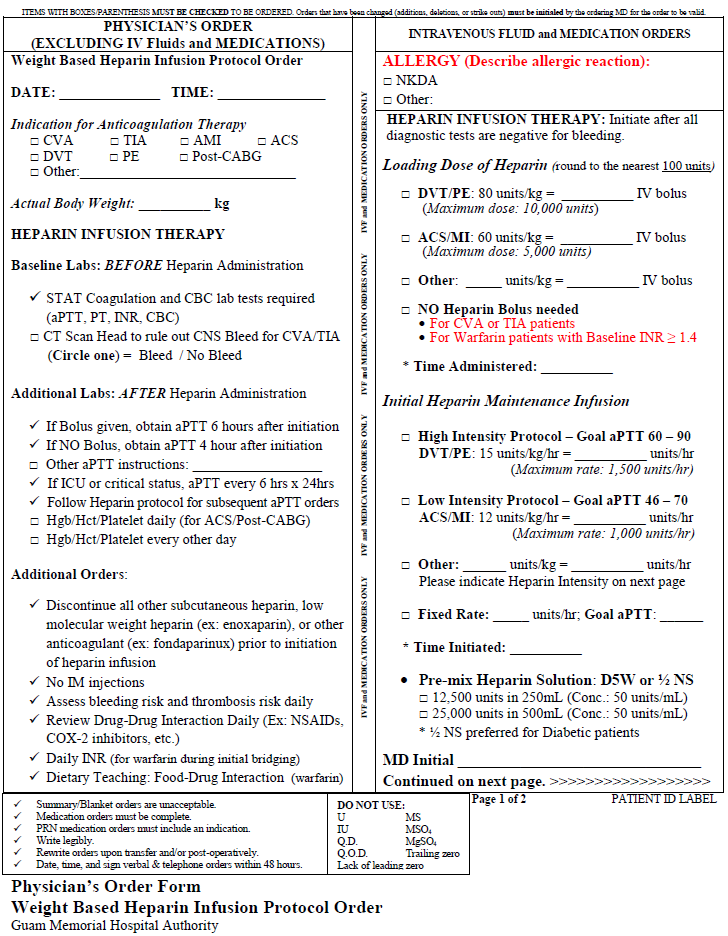 ITEMS WITH BOXES/PARENTHESIS MUST BE CHECKED TO BE ORDERED. Orders that have been changed (additions, deletions, or strike outs) must be initialed by the ordering MD for the order to be valid.
PHYSICIAN'S ORDER
(EXCLUDING IV Fluids and MEDICATIONS)
Weight Based Heparin Infusion Protocol Order
DATE: ______________ TIME: _______________
Indication for Anticoagulation Therapy
□ CVA □ TIA □ AMI □ ACS
□ DVT □ PE □ Post-CABG
□ Other:______________________________
Actual Body Weight: __________ kg
HEPARIN INFUSION THERAPY
Baseline Labs: BEFORE Heparin Administration
✓ STAT Coagulation and CBC lab tests required
(aPTT, PT, INR, CBC)
□ CT Scan Head to rule out CNS Bleed for CVA/TIA
(Circle one) = Bleed / No Bleed
Additional Labs: AFTER Heparin Administration
✓ If Bolus given, obtain aPTT 6 hours after initiation
✓ If NO Bolus, obtain aPTT 4 hour after initiation
□ Other aPTT instructions: __________________
✓ If ICU or critical status, aPTT every 6 hrs x 24hrs
✓ Follow Heparin protocol for subsequent aPTT orders
□ Hgb/Hct/Platelet daily (for ACS/Post-CABG)
□ Hgb/Hct/Platelet every other day
Additional Orders:
✓ Discontinue all other subcutaneous heparin, low
molecular weight heparin (ex: enoxaparin), or other
anticoagulant (ex: fondaparinux) prior to initiation
of heparin infusion
✓ No IM injections
✓ Assess bleeding risk and thrombosis risk daily
✓ Review Drug-Drug Interaction Daily (Ex: NSAIDs,
COX-2 inhibitors, etc.)
✓ Daily INR (for warfarin during initial bridging)
✓ Dietary Teaching: Food-Drug Interaction (warfarin)
IVF and MEDICATION ORDERS ONLY
IVF and MEDICATION ORDERS ONLY
IVF and MEDICATION ORDERS ONLY
IVF and MEDICATION ORDERS ONLY
INTRAVENOUS FLUID and MEDICATION ORDERS
ALLERGY (Describe allergic reaction):
□ NKDA
□ Other:
HEPARIN INFUSION THERAPY: Initiate after all
diagnostic tests are negative for bleeding.
Loading Dose of Heparin (round to the nearest 100 units)
□ DVT/PE: 80 units/kg = __________ IV bolus
(Maximum dose: 10,000 units)
□ ACS/MI: 60 units/kg = __________ IV bolus
(Maximum dose: 5,000 units)
□ Other: _____ units/kg = __________ IV bolus
□ NO Heparin Bolus needed
• For CVA or TIA patients
• For Warfarin patients with Baseline INR ≥ 1.4
* Time Administered: __________
Initial Heparin Maintenance Infusion
□ High Intensity Protocol – Goal aPTT 60 – 90
DVT/PE: 15 units/kg/hr = __________ units/hr
(Maximum rate: 1,500 units/hr)
□ Low Intensity Protocol – Goal aPTT 46 – 70
ACS/MI: 12 units/kg/hr = __________ units/hr
(Maximum rate: 1,000 units/hr)
□ Other: ______ units/kg = __________ units/hr
Please indicate Heparin Intensity on next page
□ Fixed Rate: _____ units/hr; Goal aPTT: ______
* Time Initiated: __________
• Pre-mix Heparin Solution: D5W or ½ NS
□ 12,500 units in 250mL (Conc.: 50 units/mL)
□ 25,000 units in 500mL (Conc.: 50 units/mL)
* ½ NS preferred for Diabetic patients
MD Initial __________________________________
Continued on next page. >>>>>>>>>>>>>>>>>>
✓ Summary/Blanket orders are unacceptable.
✓ Medication orders must be complete.
✓ PRN medication orders must include an indication.
✓ Write legibly.
✓ Rewrite orders upon transfer and/or post-operatively.
✓ Date, time, and sign verbal & telephone orders within 48 hours.
DO NOT USE:
U MS
IU MSO₄
Q.D. MgSO₄
Q.O.D. Trailing zero
Lack of leading zero
Page 1 of 2 PATIENT ID LABEL
Physician's Order Form
Weight Based Heparin Infusion Protocol Order
Guam Memorial Hospital Authority